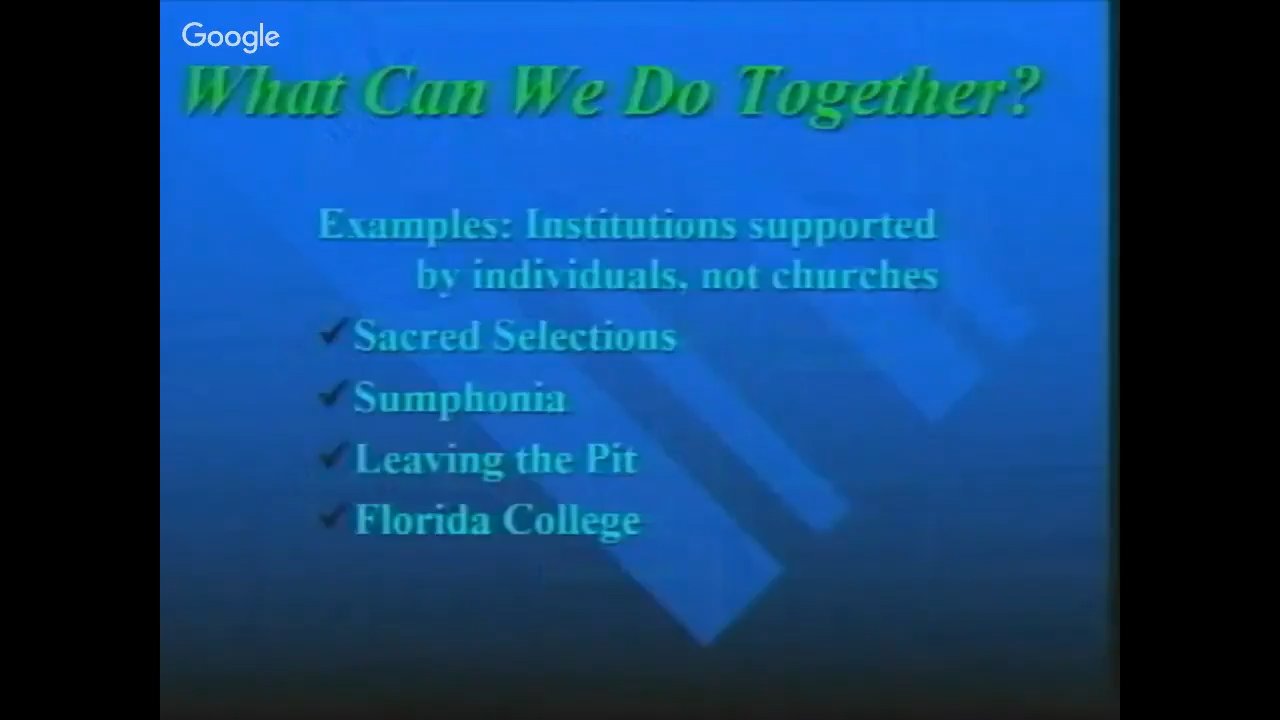 Google
What Can We Do Together?
Examples: Institutions supported
by individuals, not churches
Sacred Selections
Sumphonia
Leaving the Pit
Florida College